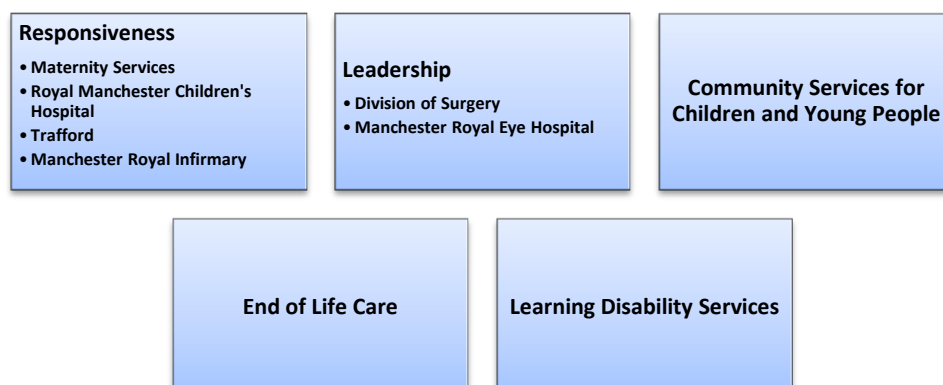 Responsiveness
• Maternity Services
• Royal Manchester Children's
Hospital
• Trafford
• Manchester Royal Infirmary
Leadership
• Division of Surgery
• Manchester Royal Eye Hospital
Community Services for
Children and Young People
End of Life Care
Learning Disability Services